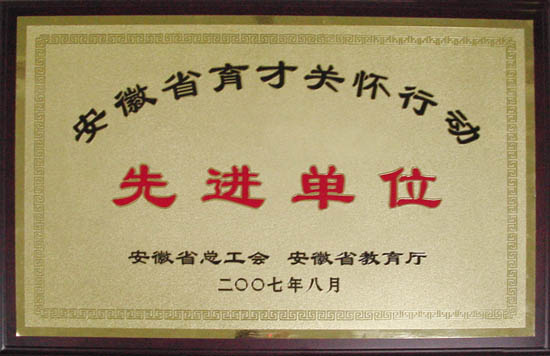 安徽省育才关怀行动
先进单位
安徽省总工会 安徽省教育厅
二〇〇七年八月